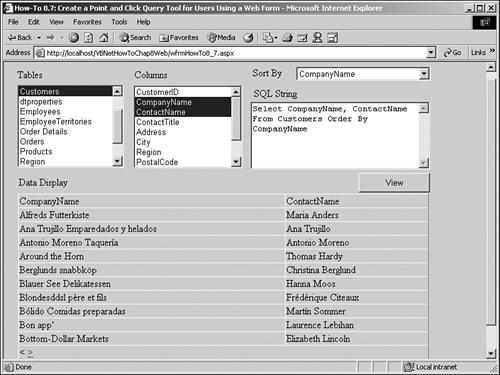 How-To 8.7: Create a Point and Click Query Tool for Users Using a Web Form - Microsoft Internet Explorer
File Edit View Favorites Tools Help
Back Search Favorites Media
Address http://localhost/VBNetHowToChap8Web/wfrmHowTo8_7.aspx Go Links »
Tables Columns Sort By CompanyName
Customers
dtproperties
Employees
EmployeeTerritories
Order Details
Orders
Products
Region
CustomerID
CompanyName
ContactName
ContactTitle
Address
City
Region
PostalCode
SQL String
Select CompanyName, ContactName
From Customers Order By
CompanyName
Data Display View
CompanyName ContactName
Alfreds Futterkiste Maria Anders
Ana Trujillo Emparedados y helados Ana Trujillo
Antonio Moreno Taquería Antonio Moreno
Around the Horn Thomas Hardy
Berglunds snabbköp Christina Berglund
Blauer See Delikatessen Hanna Moos
Blondesddsl père et fils Frédérique Citeaux
Bólido Comidas preparadas Martín Sommer
Bon app' Laurence Lebihan
Bottom-Dollar Markets Elizabeth Lincoln
< >
Done Local intranet